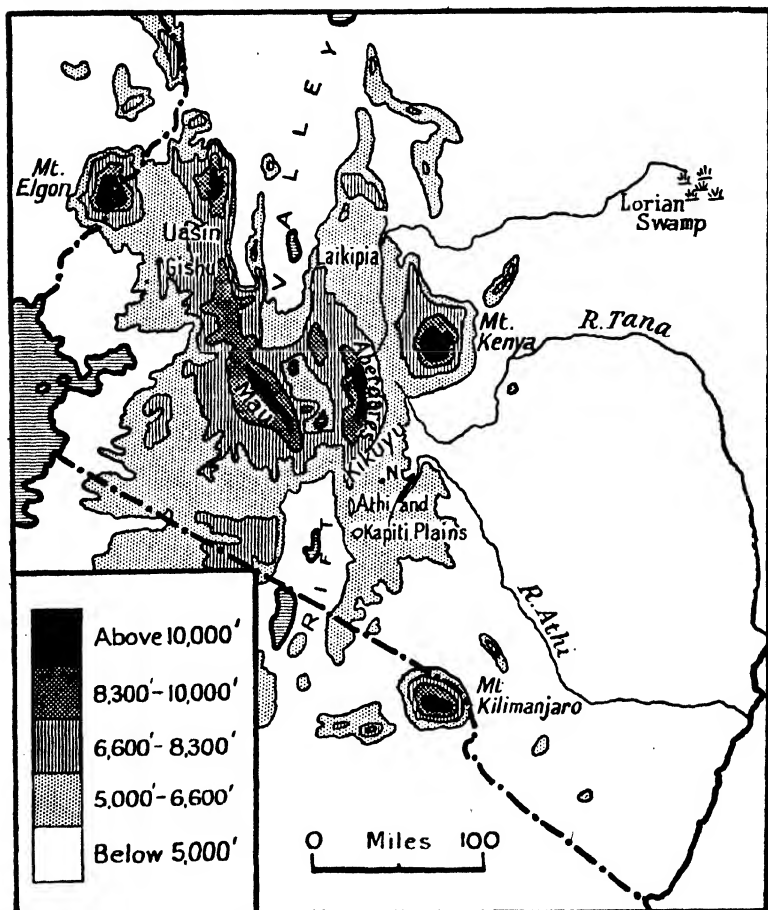 VALLEY
Mt.
Elgon
Lorian
Swamp
Uasin
Gishu
Laikipia
Mt.
Kenya
R. Tana
Aberdares
Mau
Kikuyu
N.
Athi and
Kapiti Plains
RIFT
R. Athi
Mt
Kilimanjaro
Above 10,000'
8,300'-10,000'
6,600'-8,300'
5,000'-6,600'
Below 5,000'
0 Miles 100